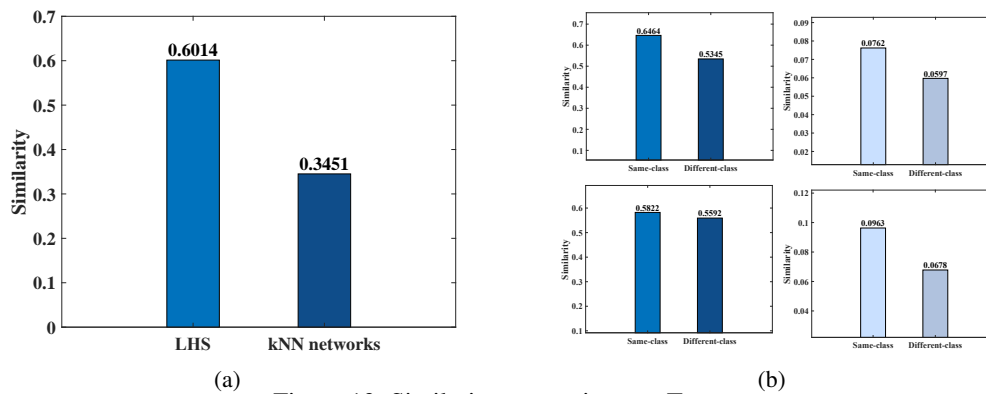 0.7
0.6
0.5
0.4
0.3
0.2
0.1
0
Similarity
0.6014
0.3451
LHS
kNN networks
(a)
0.7
0.6
0.5
0.4
0.3
0.2
0.1
Similarity
0.6464
0.5345
Same-class
Different-class
0.09
0.08
0.07
0.06
0.05
0.04
0.03
0.02
Similarity
0.0762
0.0597
Same-class
Different-class
0.6
0.5
0.4
0.3
0.2
0.1
Similarity
0.5822
0.5592
Same-class
Different-class
0.12
0.1
0.08
0.06
0.04
Similarity
0.0963
0.0678
Same-class
Different-class
(b)